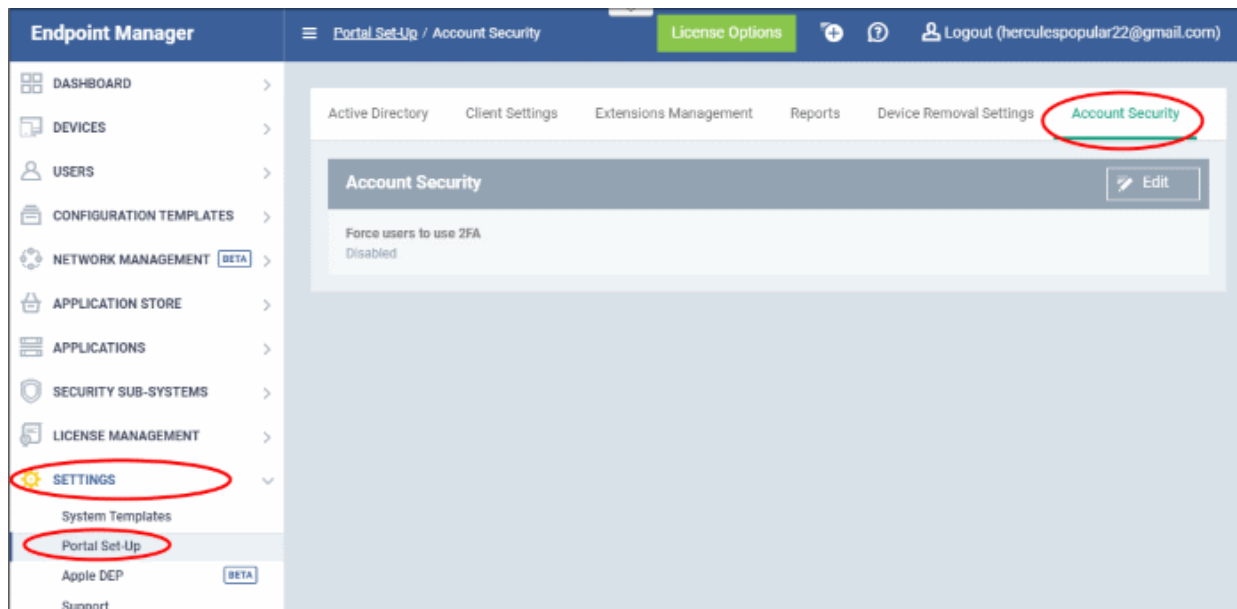 Endpoint Manager
Portal Set-Up / Account Security
License Options
Logout (herculespopular22@gmail.com)
DASHBOARD
DEVICES
USERS
CONFIGURATION TEMPLATES
NETWORK MANAGEMENT BETA
APPLICATION STORE
APPLICATIONS
SECURITY SUB-SYSTEMS
LICENSE MANAGEMENT
SETTINGS
System Templates
Portal Set-Up
Apple DEP BETA
Support
Active Directory Client Settings Extensions Management Reports Device Removal Settings Account Security
Account Security
Edit
Force users to use 2FA
Disabled